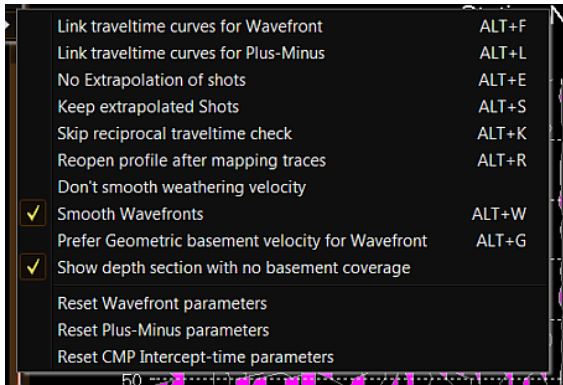 Link traveltime curves for Wavefront ALT+F
Link traveltime curves for Plus-Minus ALT+L
No Extrapolation of shots ALT+E
Keep extrapolated Shots ALT+S
Skip reciprocal traveltime check ALT+K
Reopen profile after mapping traces ALT+R
Don't smooth weathering velocity
Smooth Wavefronts ALT+W
Prefer Geometric basement velocity for Wavefront ALT+G
Show depth section with no basement coverage
Reset Wavefront parameters
Reset Plus-Minus parameters
Reset CMP Intercept-time parameters
50